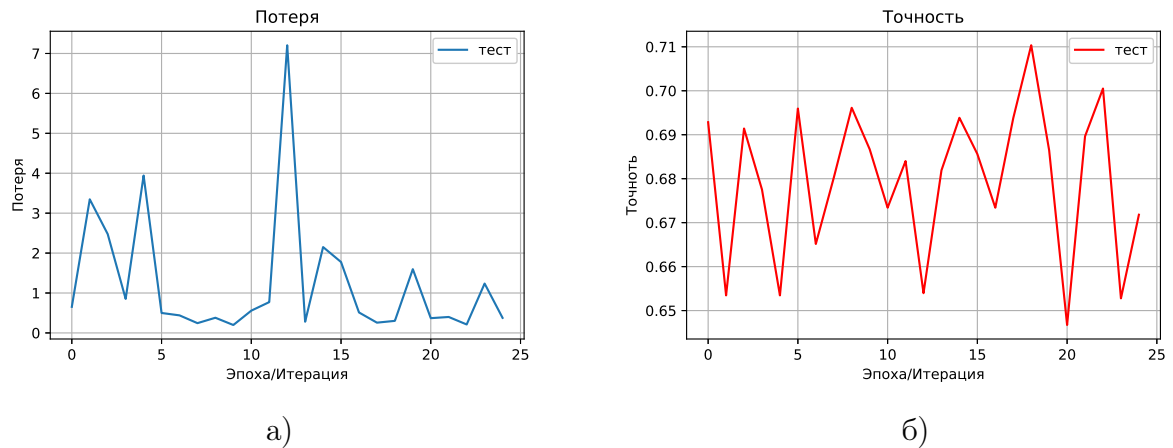 Потеря
7
6
5
4
3
2
1
0
Потеря
тест
0 5 10 15 20 25
Эпоха/Итерация
а)
Точность
0.71
0.70
0.69
0.68
0.67
0.66
0.65
Точноть
тест
0 5 10 15 20 25
Эпоха/Итерация
б)